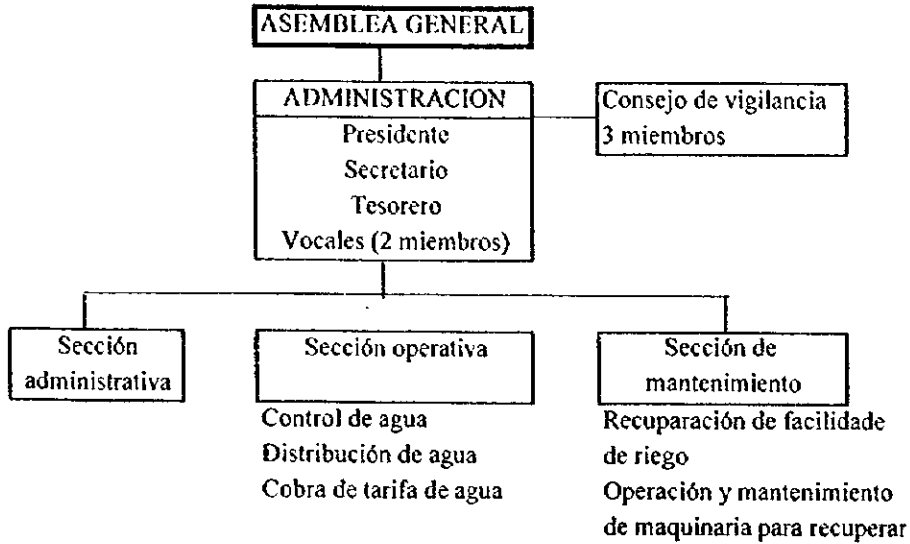 ASEMBLEA GENERAL
ADMINISTRACION
Presidente
Secretario
Tesorero
Vocales (2 miembros)
Consejo de vigilancia
3 miembros
Sección
administrativa
Sección operativa
Control de agua
Distribución de agua
Cobra de tarifa de agua
Sección de
mantenimiento
Recuparación de facilidade
de riego
Operación y mantenimiento
de maquinaria para recuperar